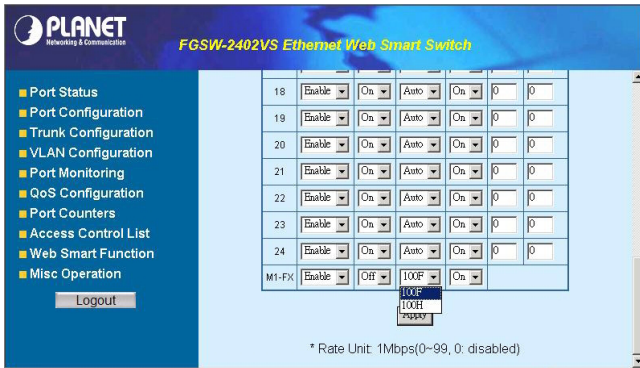 PLANET
Networking & Communication
FGSW-2402VS Ethernet Web Smart Switch
Port Status
Port Configuration
Trunk Configuration
VLAN Configuration
Port Monitoring
QoS Configuration
Port Counters
Access Control List
Web Smart Function
Misc Operation
Logout
18 Enable On Auto On 0 0
19 Enable On Auto On 0 0
20 Enable On Auto On 0 0
21 Enable On Auto On 0 0
22 Enable On Auto On 0 0
23 Enable On Auto On 0 0
24 Enable On Auto On 0 0
M1-FX Enable Off 100F On
100F
100H
Apply
* Rate Unit: 1Mbps(0~99, 0: disabled)